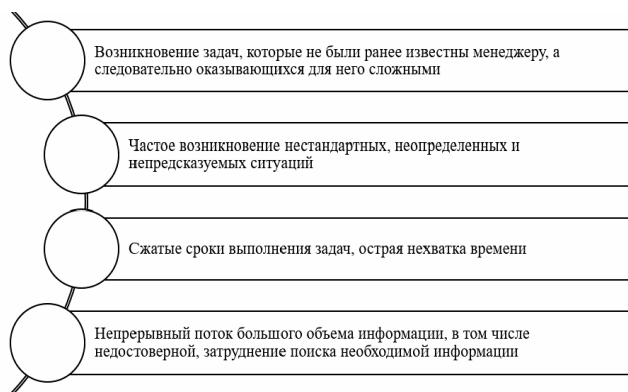 Возникновение задач, которые не были ранее известны менеджеру, а
следовательно оказывающихся для него сложными
Частое возникновение нестандартных, неопределенных и
непредсказуемых ситуаций
Сжатые сроки выполнения задач, острая нехватка времени
Непрерывный поток большого объема информации, в том числе
недостоверной, затруднение поиска необходимой информации